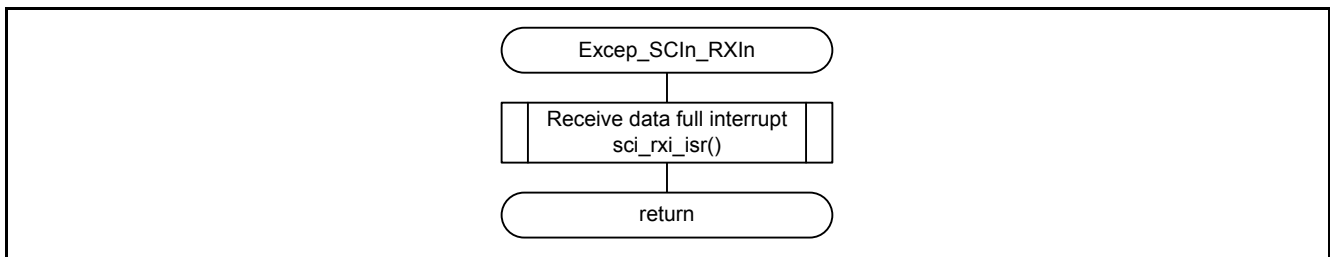 Excep_SCIn_RXIn
Receive data full interrupt
sci_rxi_isr()
return